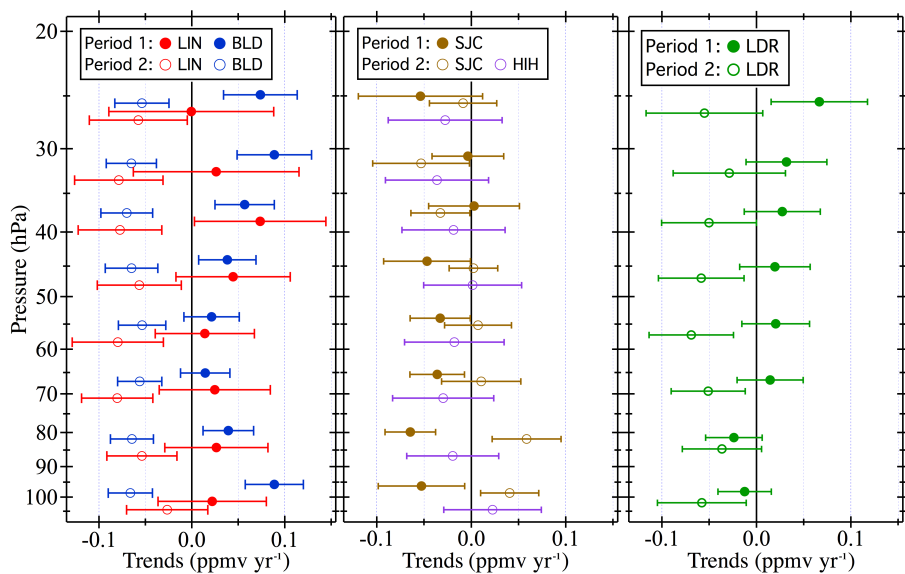 Period 1: LIN BLD
Period 2: LIN BLD
Period 1: SJC
Period 2: SJC HIH
Period 1: LDR
Period 2: LDR
Pressure (hPa)
20
30
40
50
60
70
80
90
100
-0.1 0.0 0.1
-0.1 0.0 0.1
-0.1 0.0 0.1
Trends (ppmv yr⁻¹)
Trends (ppmv yr⁻¹)
Trends (ppmv yr⁻¹)